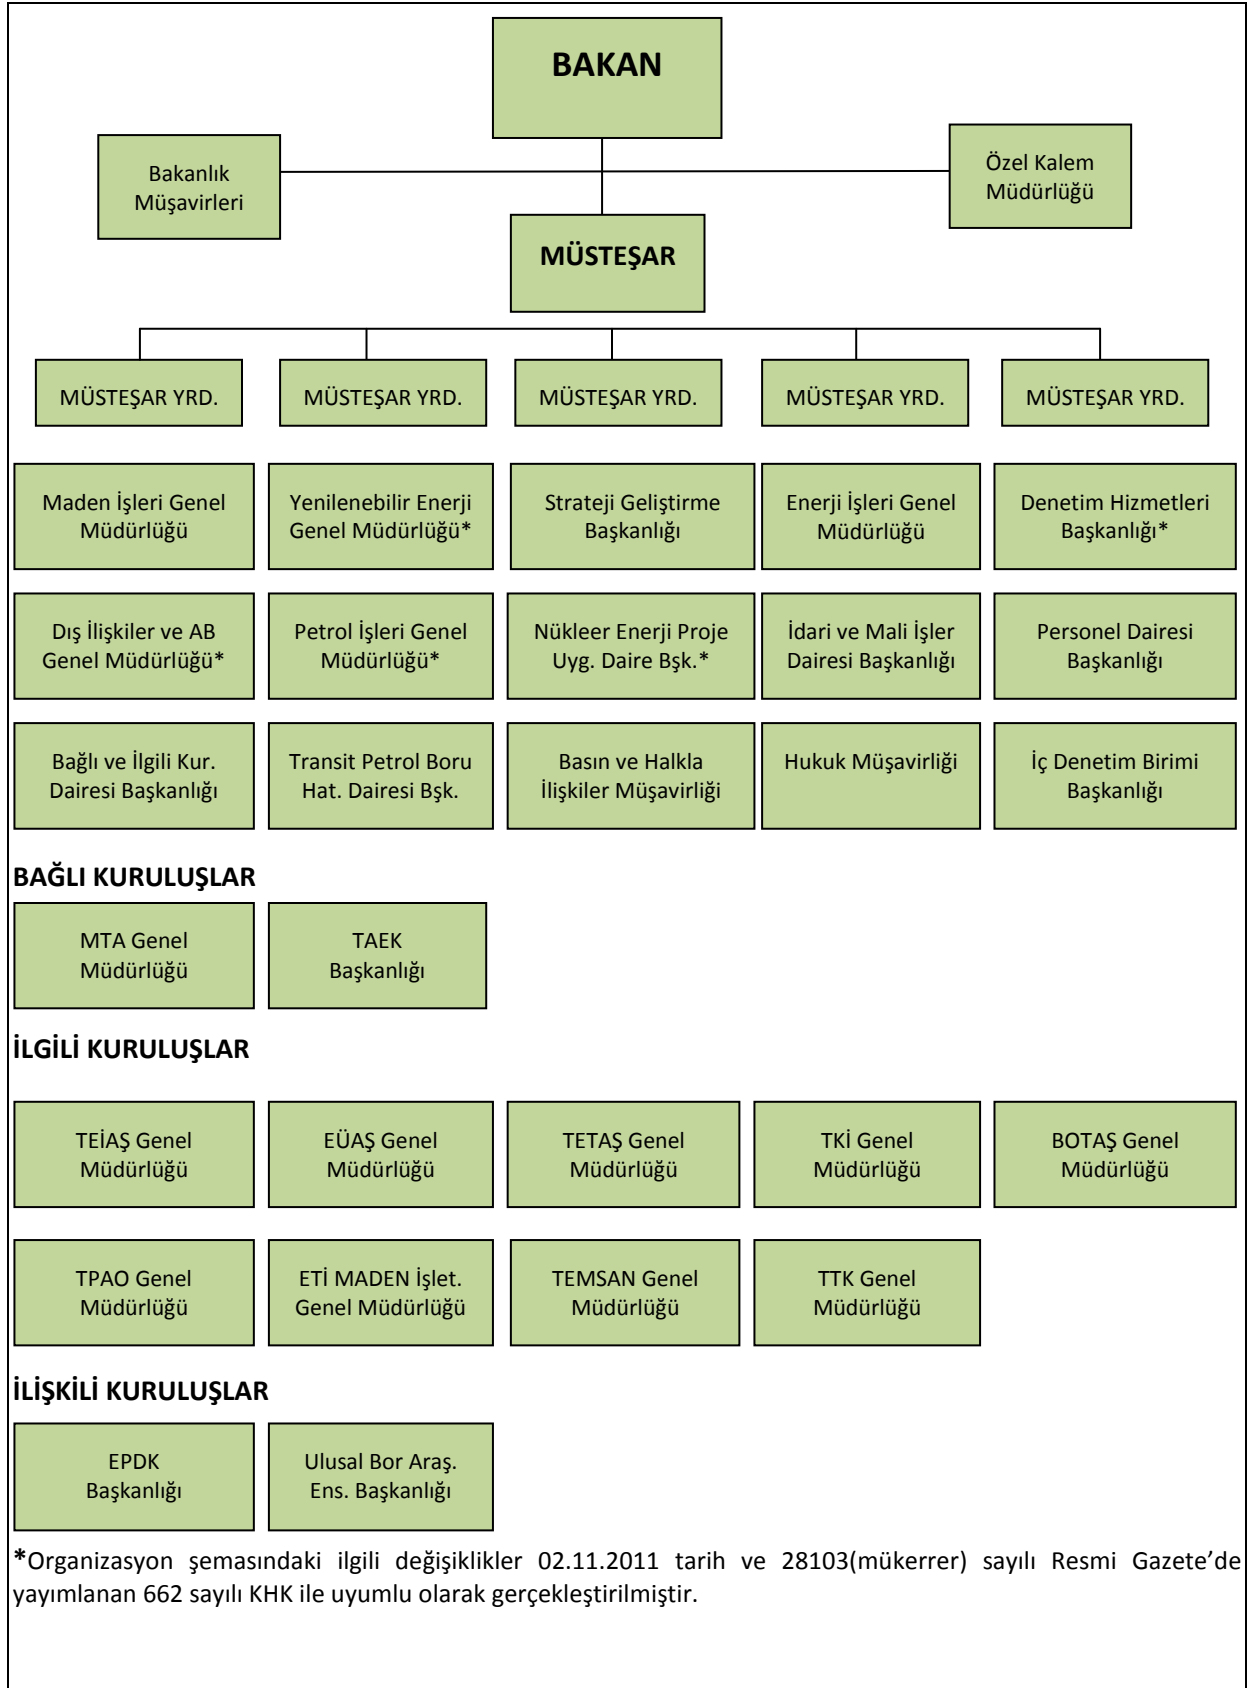 BAKAN
Bakanlık
Müşavirleri
Özel Kalem
Müdürlüğü
MÜSTEŞAR
MÜSTEŞAR YRD.
MÜSTEŞAR YRD.
MÜSTEŞAR YRD.
MÜSTEŞAR YRD.
MÜSTEŞAR YRD.
Maden İşleri Genel
Müdürlüğü
Yenilenebilir Enerji
Genel Müdürlüğü*
Strateji Geliştirme
Başkanlığı
Enerji İşleri Genel
Müdürlüğü
Denetim Hizmetleri
Başkanlığı*
Dış İlişkiler ve AB
Genel Müdürlüğü*
Petrol İşleri Genel
Müdürlüğü*
Nükleer Enerji Proje
Uyg. Daire Bşk.*
İdari ve Mali İşler
Dairesi Başkanlığı
Personel Dairesi
Başkanlığı
Bağlı ve İlgili Kur.
Dairesi Başkanlığı
Transit Petrol Boru
Hat. Dairesi Bşk.
Basın ve Halkla
İlişkiler Müşavirliği
Hukuk Müşavirliği
İç Denetim Birimi
Başkanlığı
BAĞLI KURULUŞLAR
MTA Genel
Müdürlüğü
TAEK
Başkanlığı
İLGİLİ KURULUŞLAR
TEİAŞ Genel
Müdürlüğü
EÜAŞ Genel
Müdürlüğü
TETAŞ Genel
Müdürlüğü
TKİ Genel
Müdürlüğü
BOTAŞ Genel
Müdürlüğü
TPAO Genel
Müdürlüğü
ETİ MADEN İşlet.
Genel Müdürlüğü
TEMSAN Genel
Müdürlüğü
TTK Genel
Müdürlüğü
İLİŞKİLİ KURULUŞLAR
EPDK
Başkanlığı
Ulusal Bor Araş.
Ens. Başkanlığı
*Organizasyon şemasındaki ilgili değişiklikler 02.11.2011 tarih ve 28103(mükerrer) sayılı Resmi Gazete’de
yayımlanan 662 sayılı KHK ile uyumlu olarak gerçekleştirilmiştir.